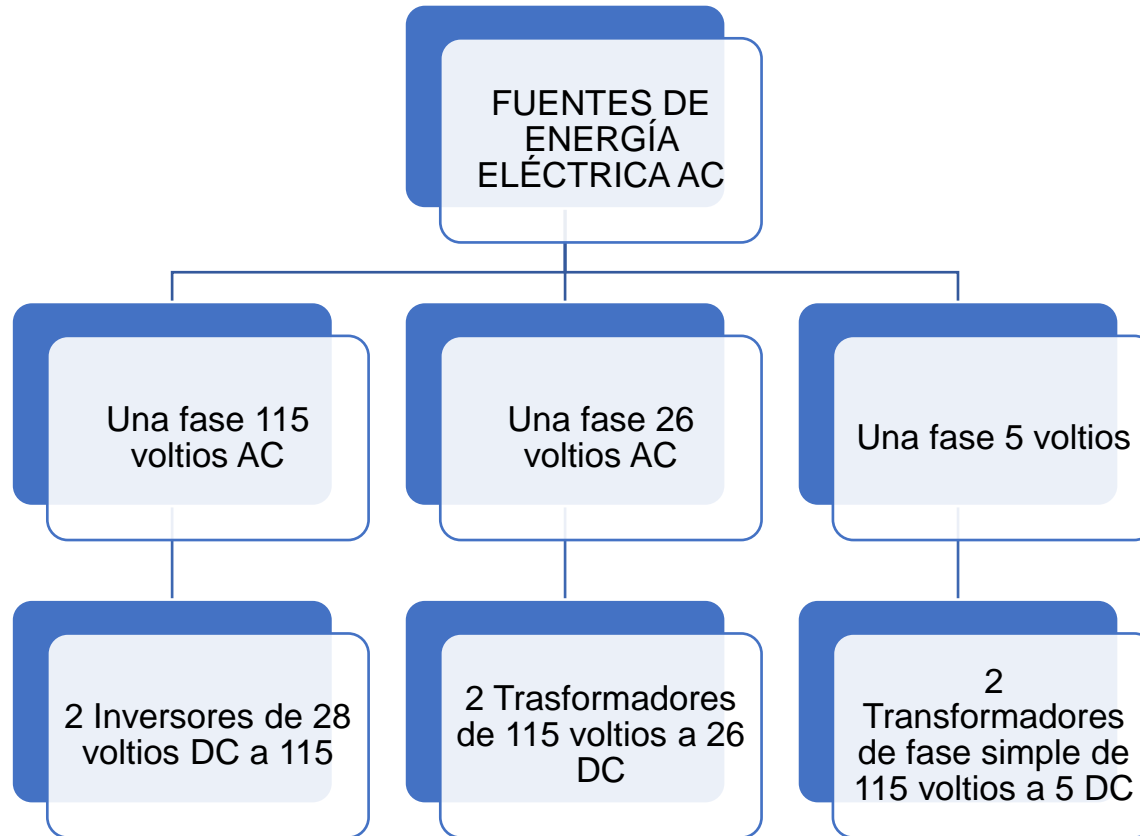 FUENTES DE
ENERGÍA
ELÉCTRICA AC
Una fase 115
voltios AC
Una fase 26
voltios AC
Una fase 5 voltios
2 Inversores de 28
voltios DC a 115
2 Trasformadores
de 115 voltios a 26
DC
2
Transformadores
de fase simple de
115 voltios a 5 DC